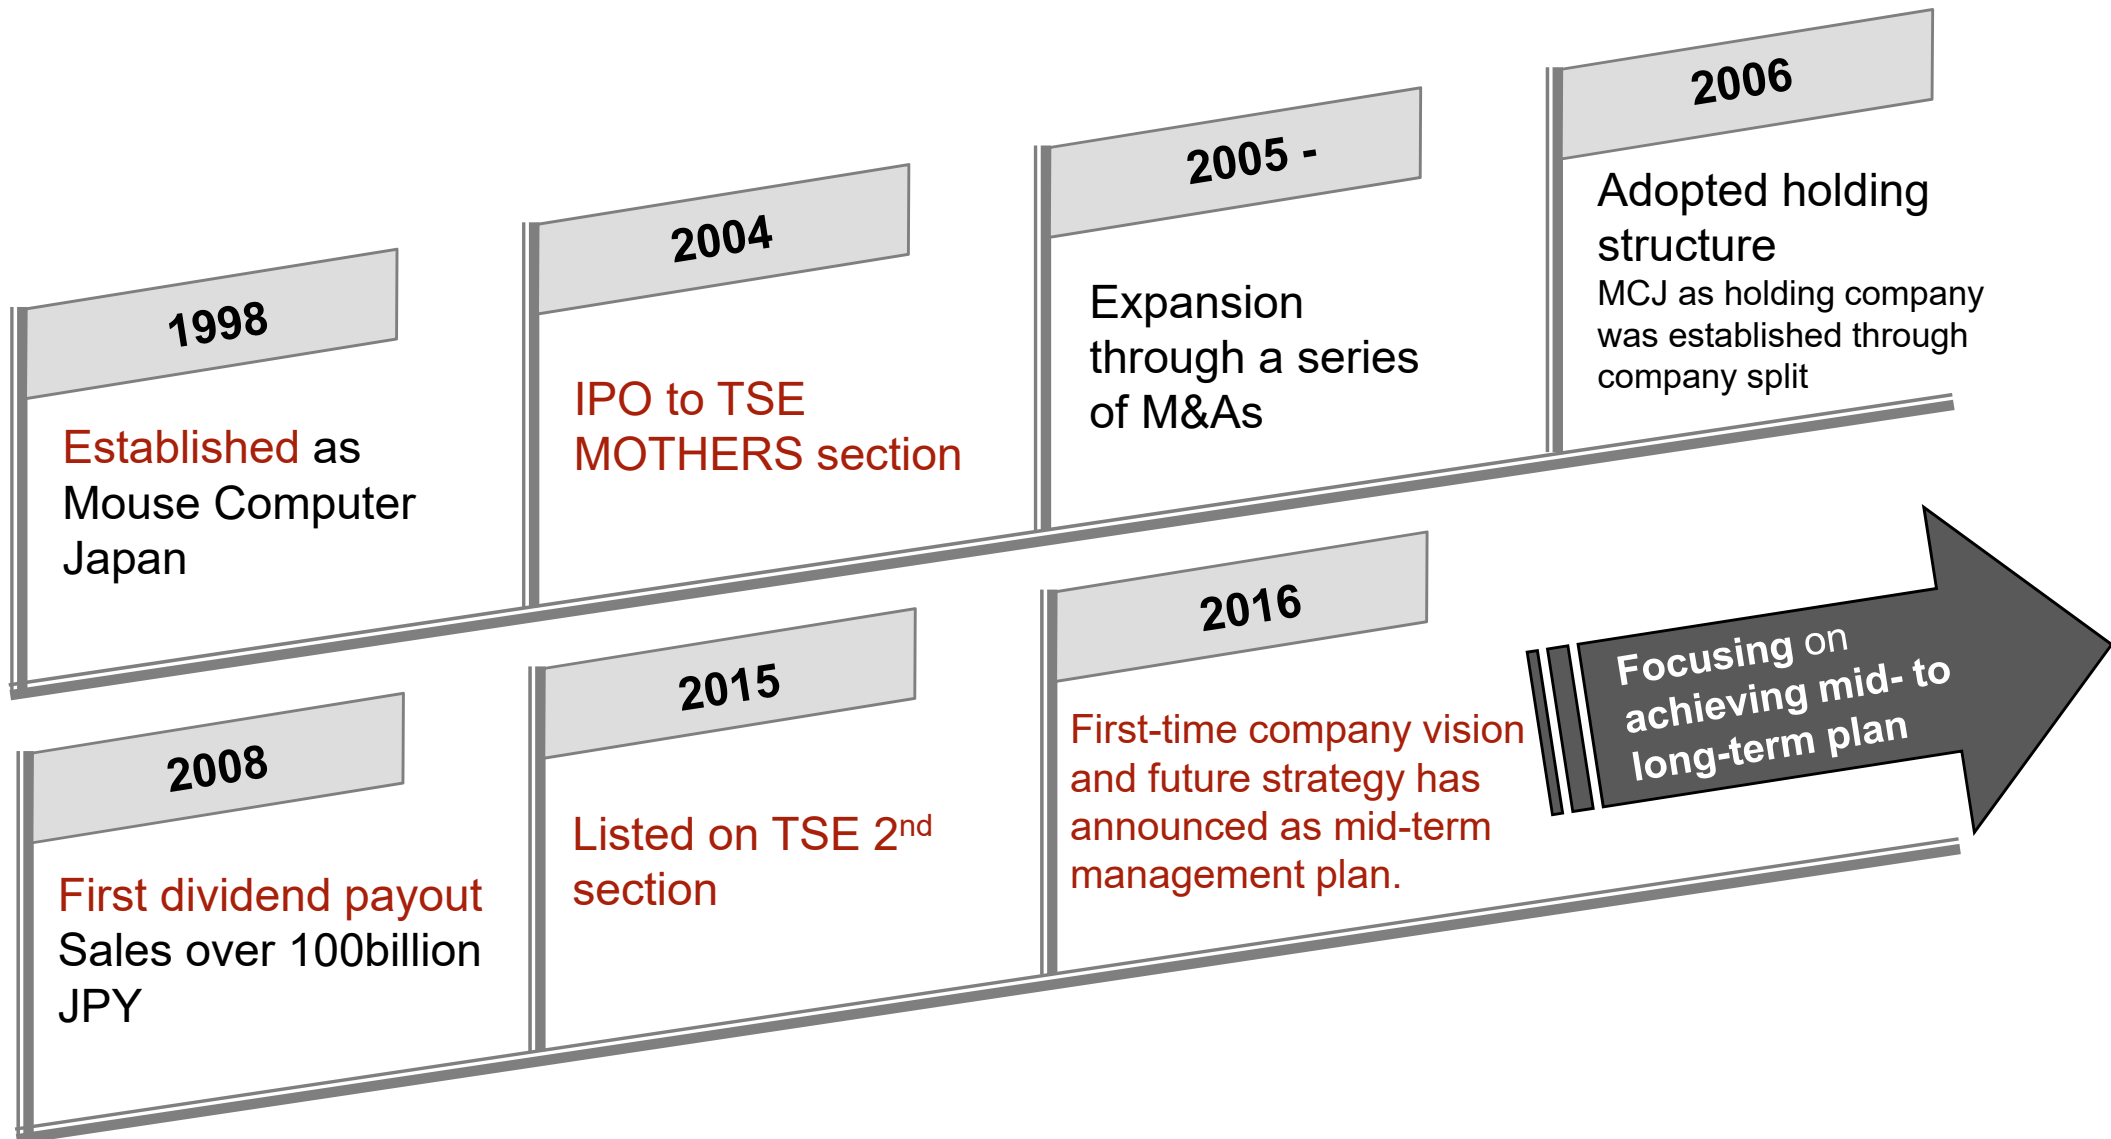 1998
Established as
Mouse Computer
Japan
2004
IPO to TSE
MOTHERS section
2005 -
Expansion
through a series
of M&As
2006
Adopted holding
structure
MCJ as holding company
was established through
company split
2008
First dividend payout
Sales over 100billion
JPY
2015
Listed on TSE 2nd
section
2016
First-time company vision
and future strategy has
announced as mid-term
management plan.
Focusing on
achieving mid- to
long-term plan